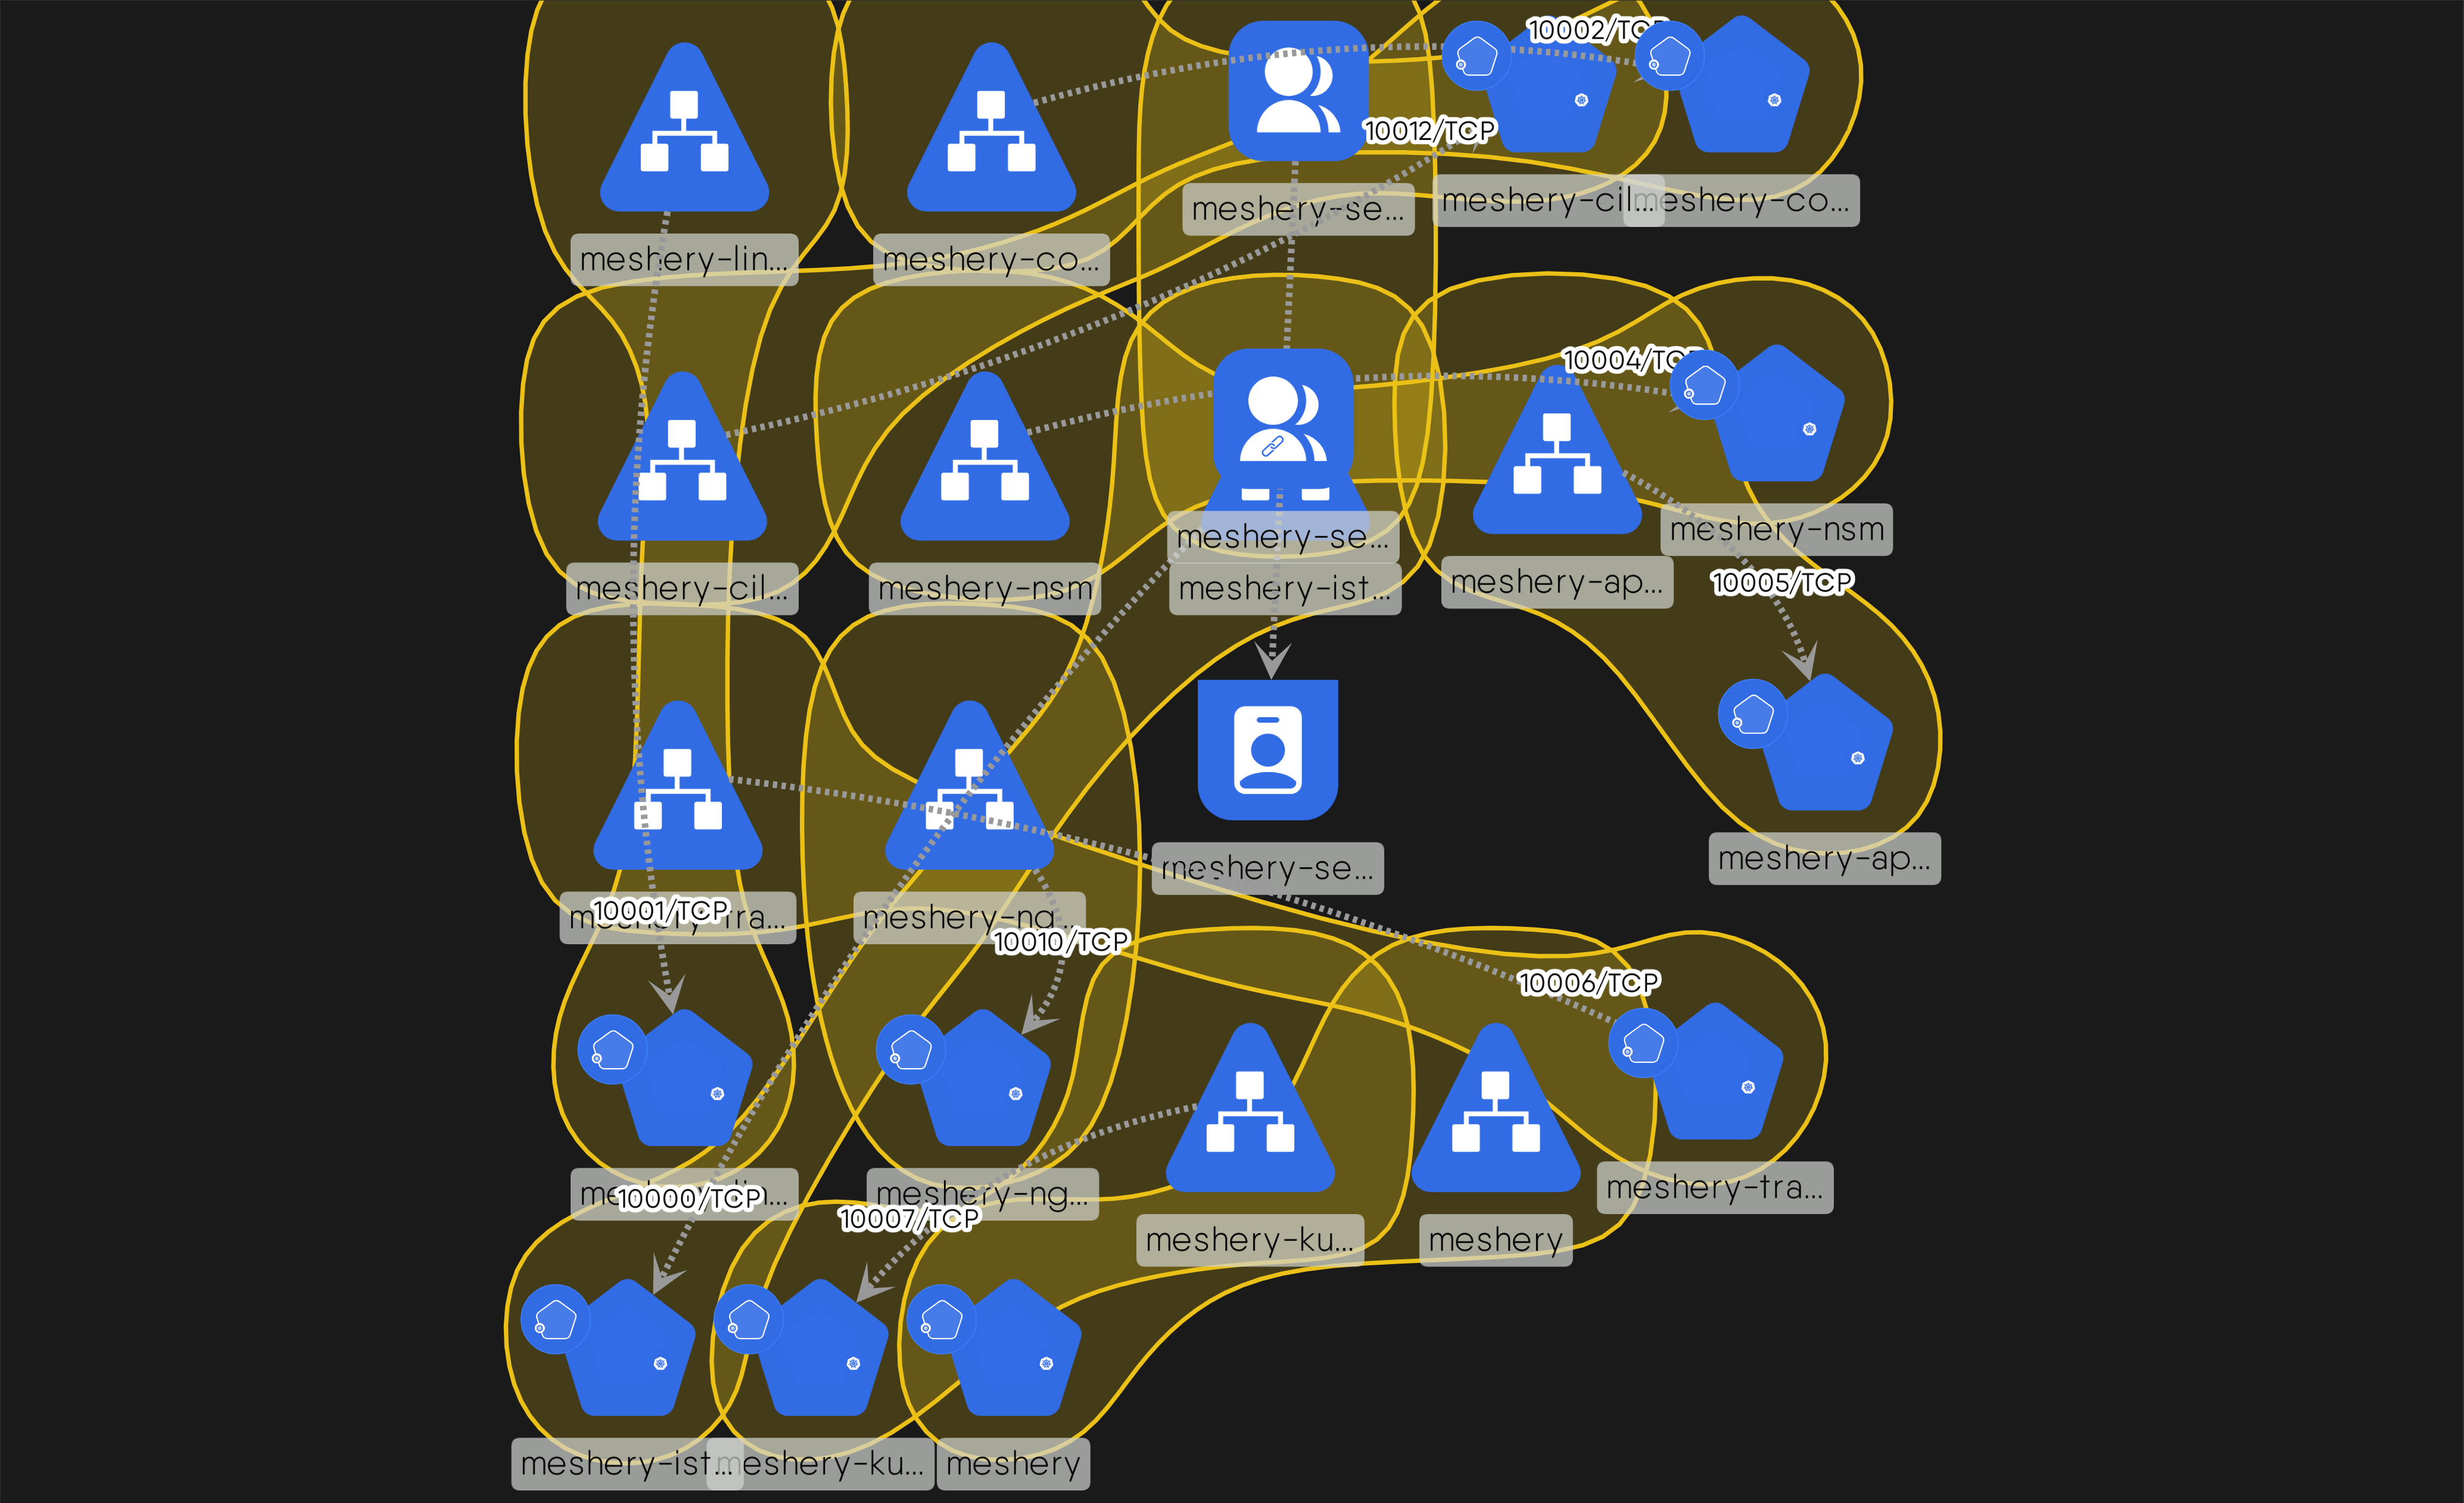 10002/TCP
10012/TCP
meshery-se...
meshery-cil...
meshery-co...
meshery-lin...
meshery-co...
10004/TCP
meshery-nsm
meshery-se...
meshery-cil...
meshery-nsm
meshery-ist...
meshery-ap...
10005/TCP
meshery-se...
meshery-ap...
10001/TCP
meshery-ng...
10010/TCP
10006/TCP
meshery-ng...
meshery-tra...
10000/TCP
10007/TCP
meshery-ku...
meshery
meshery-ist...
meshery-ku...
meshery